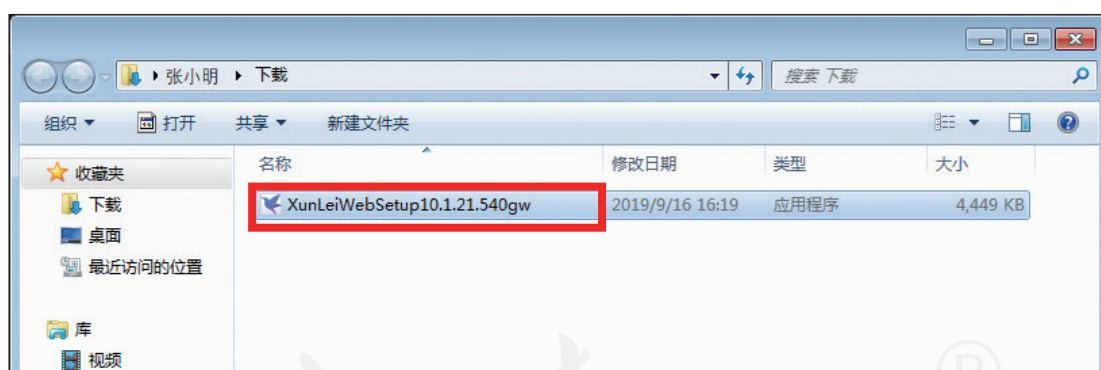 张小明 下载 搜索 下载
组织 打开 共享 新建文件夹
名称 修改日期 类型 大小
XunLeiWebSetup10.1.21.540gw 2019/9/16 16:19 应用程序 4,449 KB
收藏夹
下载
桌面
最近访问的位置
库
视频
®